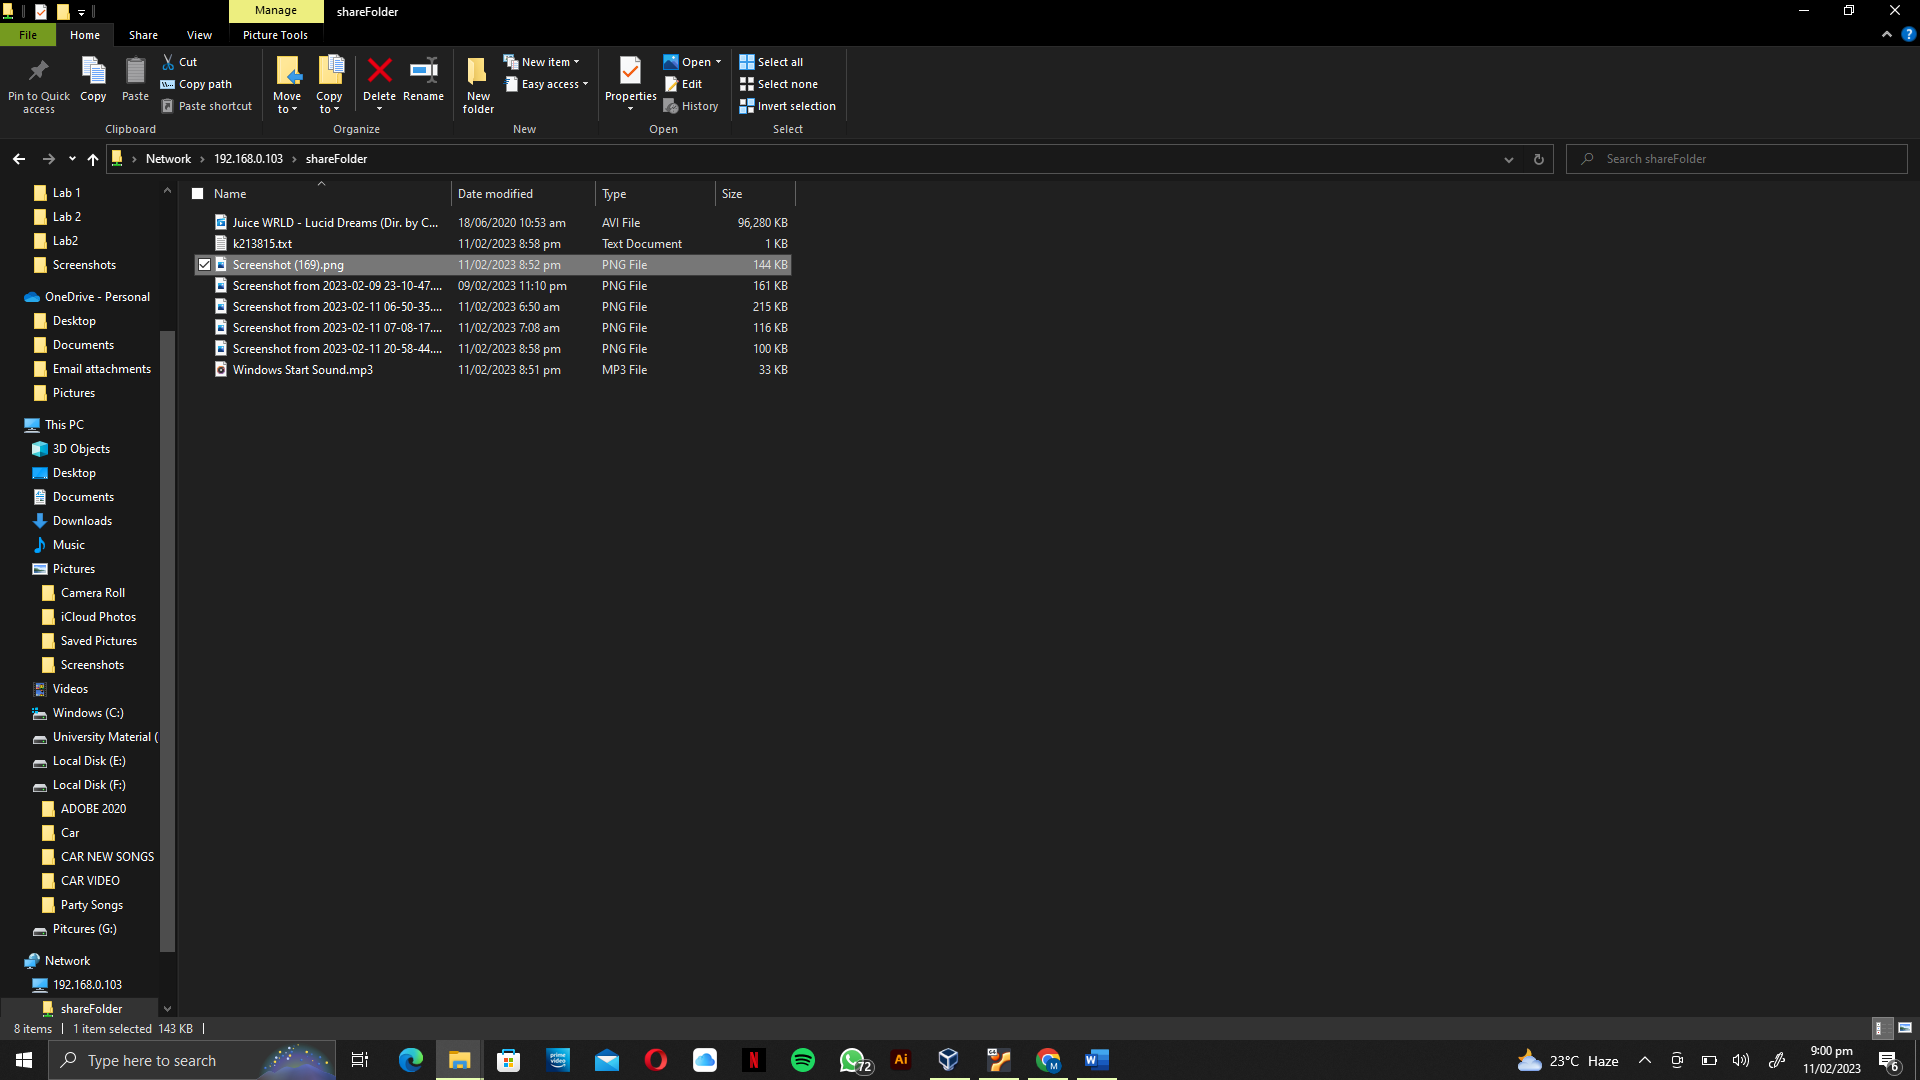 Manage
shareFolder
File
Home
Share
View
Picture Tools
Pin to Quick access
Copy
Paste
Cut
Copy path
Paste shortcut
Clipboard
Move to
Copy to
Delete
Rename
Organize
New folder
New item
Easy access
New
Properties
Open
Edit
History
Open
Select all
Select none
Invert selection
Select
Network
192.168.0.103
shareFolder
Search shareFolder
Name
Date modified
Type
Size
Juice WRLD - Lucid Dreams (Dir. by C... 18/06/2020 10:53 am AVI File 96,280 KB
k213815.txt 11/02/2023 8:58 pm Text Document 1 KB
Screenshot (169).png 11/02/2023 8:52 pm PNG File 144 KB
Screenshot from 2023-02-09 23-10-47.... 09/02/2023 11:10 pm PNG File 161 KB
Screenshot from 2023-02-11 06-50-35.... 11/02/2023 6:50 am PNG File 215 KB
Screenshot from 2023-02-11 07-08-17.... 11/02/2023 7:08 am PNG File 116 KB
Screenshot from 2023-02-11 20-58-44.... 11/02/2023 8:58 pm PNG File 100 KB
Windows Start Sound.mp3 11/02/2023 8:51 pm MP3 File 33 KB
Lab 1
Lab 2
Lab2
Screenshots
OneDrive - Personal
Desktop
Documents
Email attachments
Pictures
This PC
3D Objects
Desktop
Documents
Downloads
Music
Pictures
Camera Roll
iCloud Photos
Saved Pictures
Screenshots
Videos
Windows (C:)
University Material (
Local Disk (E:)
Local Disk (F:)
ADOBE 2020
Car
CAR NEW SONGS
CAR VIDEO
Party Songs
Pitcures (G:)
Network
192.168.0.103
shareFolder
8 items
1 item selected 143 KB
Type here to search
prime video
N
72
Ai
M
W
23°C Haze
9:00 pm
11/02/2023
6